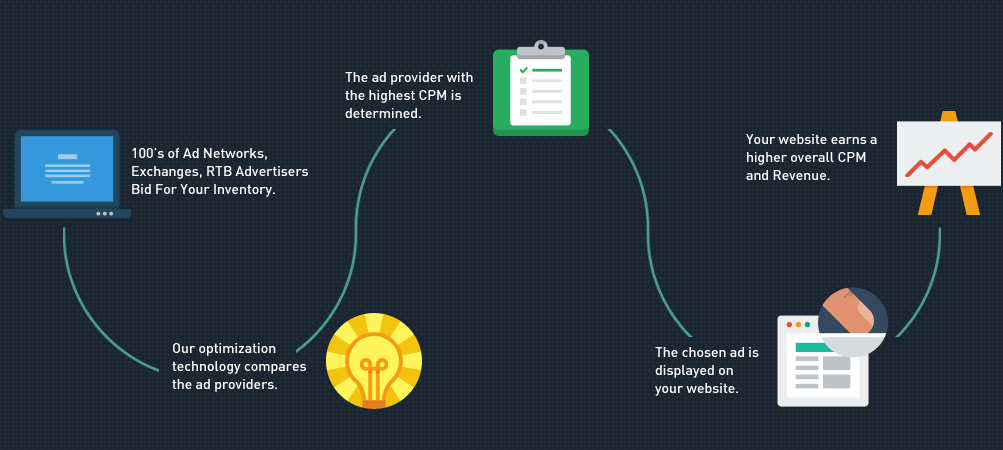 100's of Ad Networks,
Exchanges, RTB Advertisers
Bid For Your Inventory.
Our optimization
technology compares
the ad providers.
The ad provider with
the highest CPM is
determined.
The chosen ad is
displayed on
your website.
Your website earns a
higher overall CPM
and Revenue.